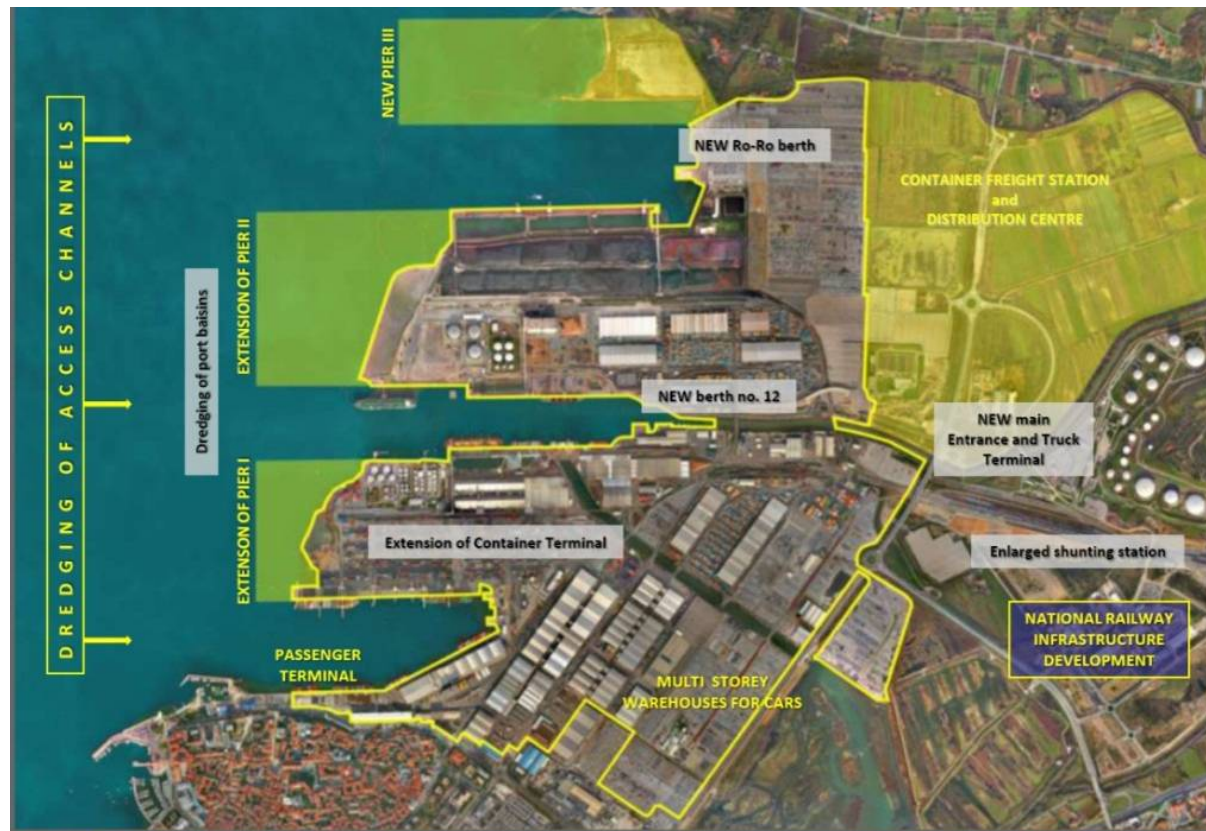 DREDGING OF ACCESS CHANNELS
NEW PIER III
NEW Ro-Ro berth
CONTAINER FREIGHT STATION
and
DISTRIBUTION CENTRE
EXTENSION OF PIER II
Dredging of port baisins
NEW berth no. 12
NEW main
Entrance and Truck
Terminal
EXTENSON OF PIER I
Extension of Container Terminal
Enlarged shunting station
NATIONAL RAILWAY
INFRASTRUCTURE
DEVELOPMENT
PASSENGER
TERMINAL
MULTI STOREY
WAREHOUSES FOR CARS